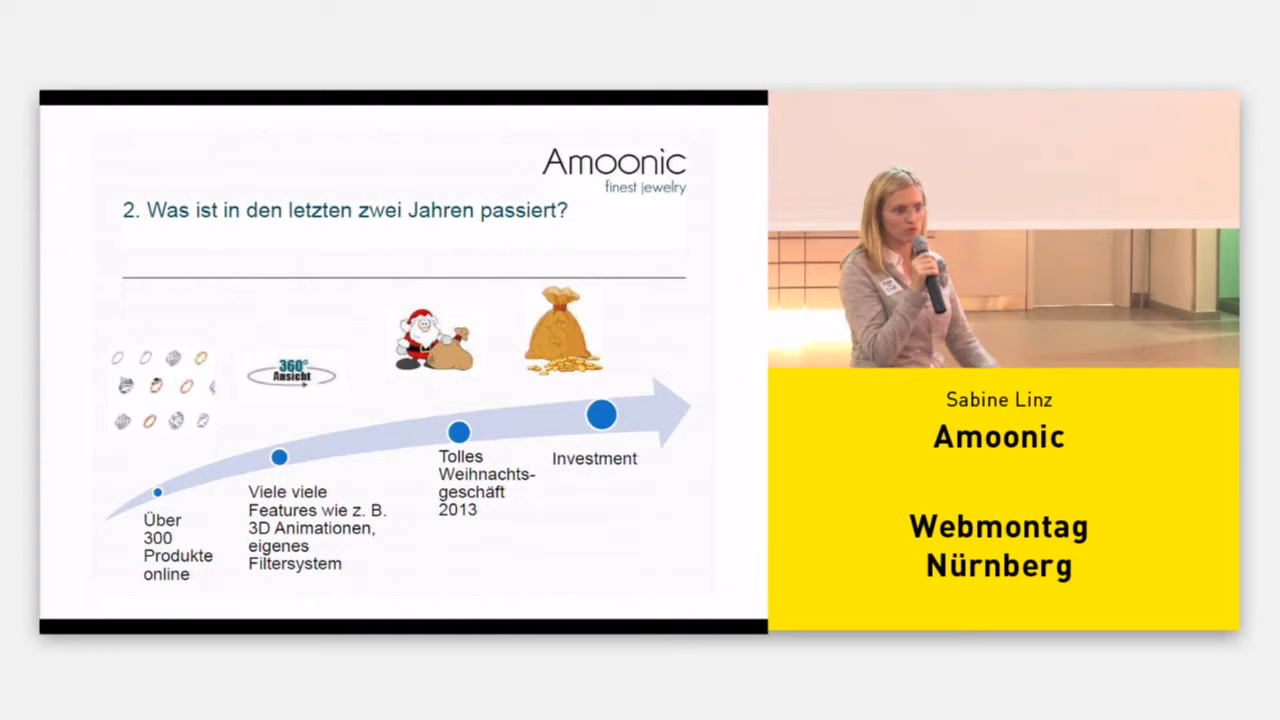 Amoonic
finest jewelry
2. Was ist in den letzten zwei Jahren passiert?
360°
Ansicht
Über
300
Produkte
online
Viele viele
Features wie z. B.
3D Animationen,
eigenes
Filtersystem
Tolles
Weihnachts-
geschäft
2013
Investment
Sabine Linz
Amoonic
Webmontag
Nürnberg